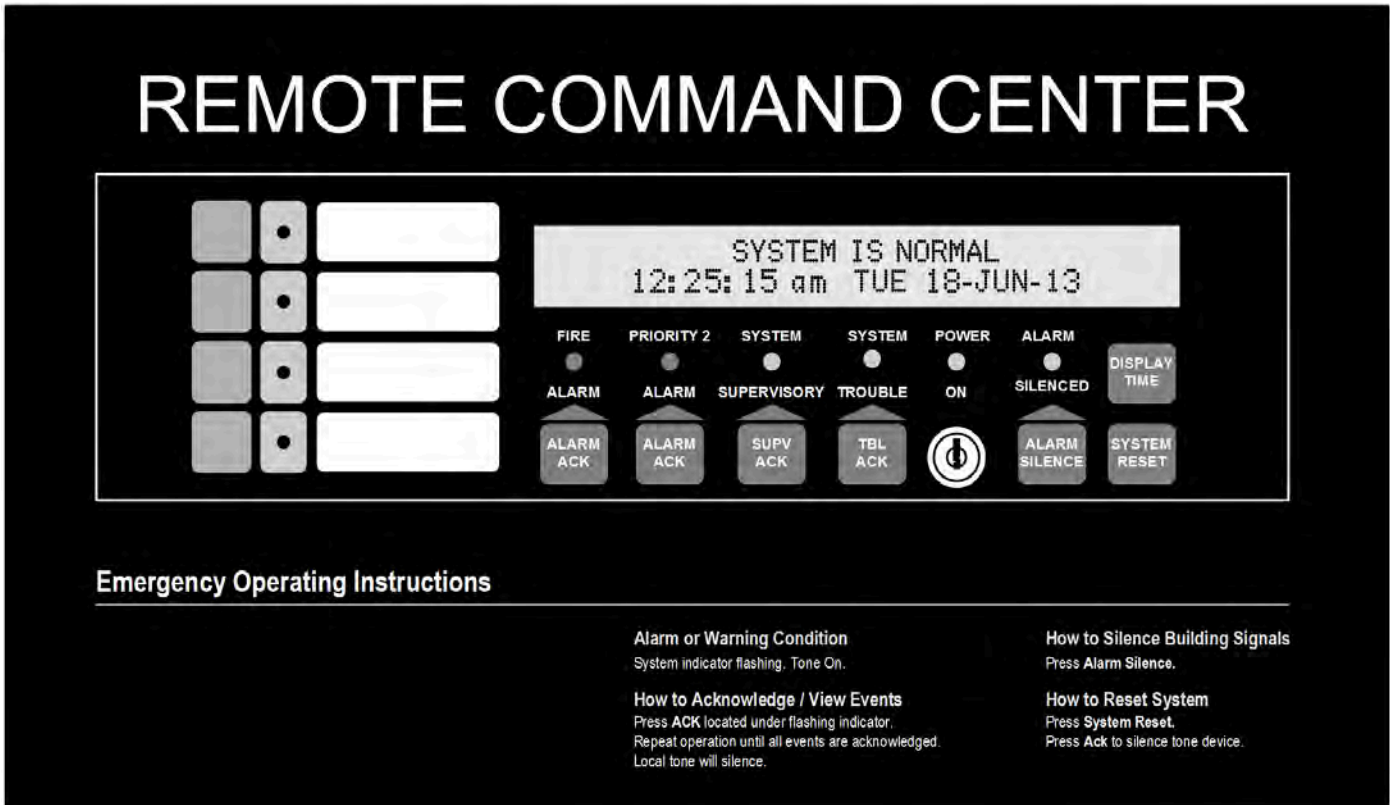 REMOTE COMMAND CENTER
SYSTEM IS NORMAL
12:25:15 am TUE 18-JUN-13
FIRE PRIORITY 2 SYSTEM SYSTEM POWER ALARM
ALARM ALARM SUPERVISORY TROUBLE ON SILENCED
DISPLAY
TIME
ALARM
ACK
ALARM
ACK
SUPV
ACK
TBL
ACK
ALARM
SILENCE
SYSTEM
RESET
Emergency Operating Instructions
Alarm or Warning Condition
System indicator flashing. Tone On.
How to Acknowledge / View Events
Press ACK located under flashing indicator.
Repeat operation until all events are acknowledged.
Local tone will silence.
How to Silence Building Signals
Press Alarm Silence.
How to Reset System
Press System Reset.
Press Ack to silence tone device.